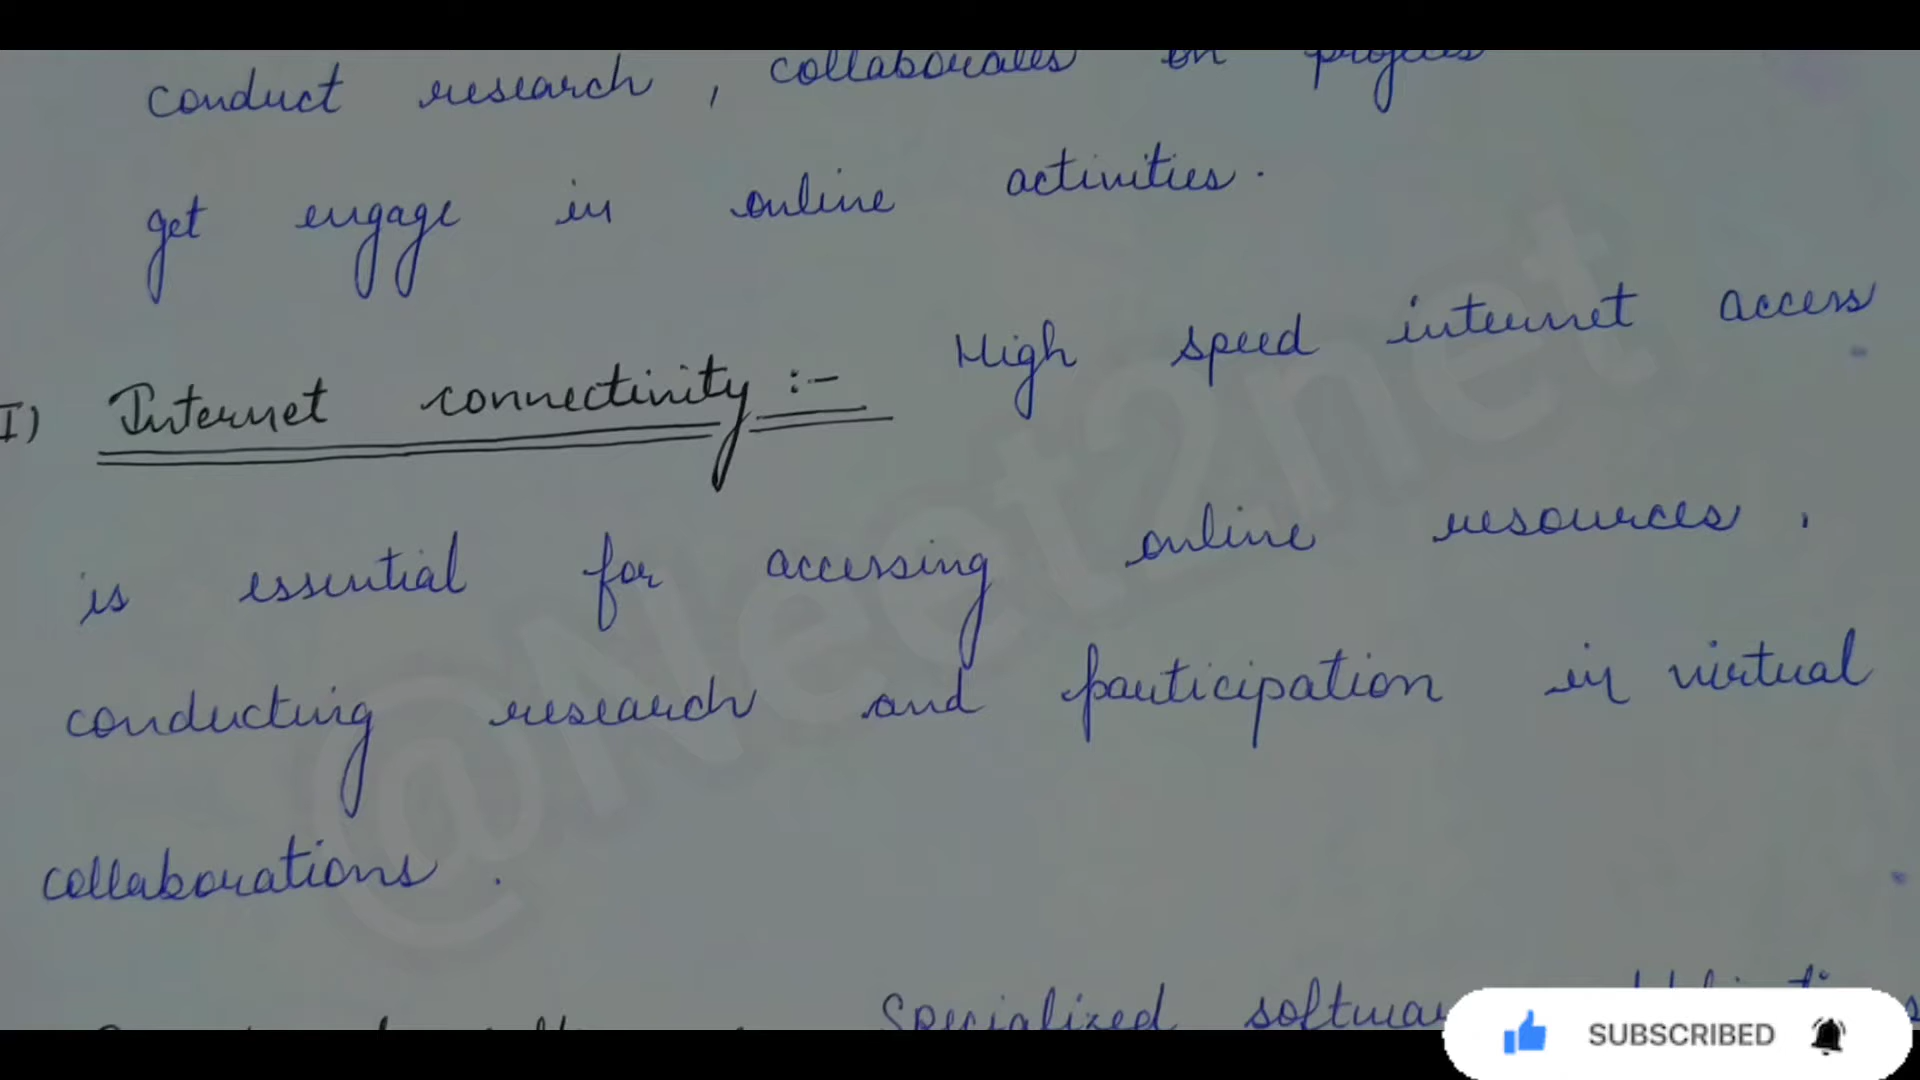 conduct research, collaborates on projects
get engage in online activities.
I) Internet connectivity :- High speed internet access
is essential for accessing online resources,
conducting research and participation in virtual
collaborations.
Specialized software
@Neet2net
SUBSCRIBED